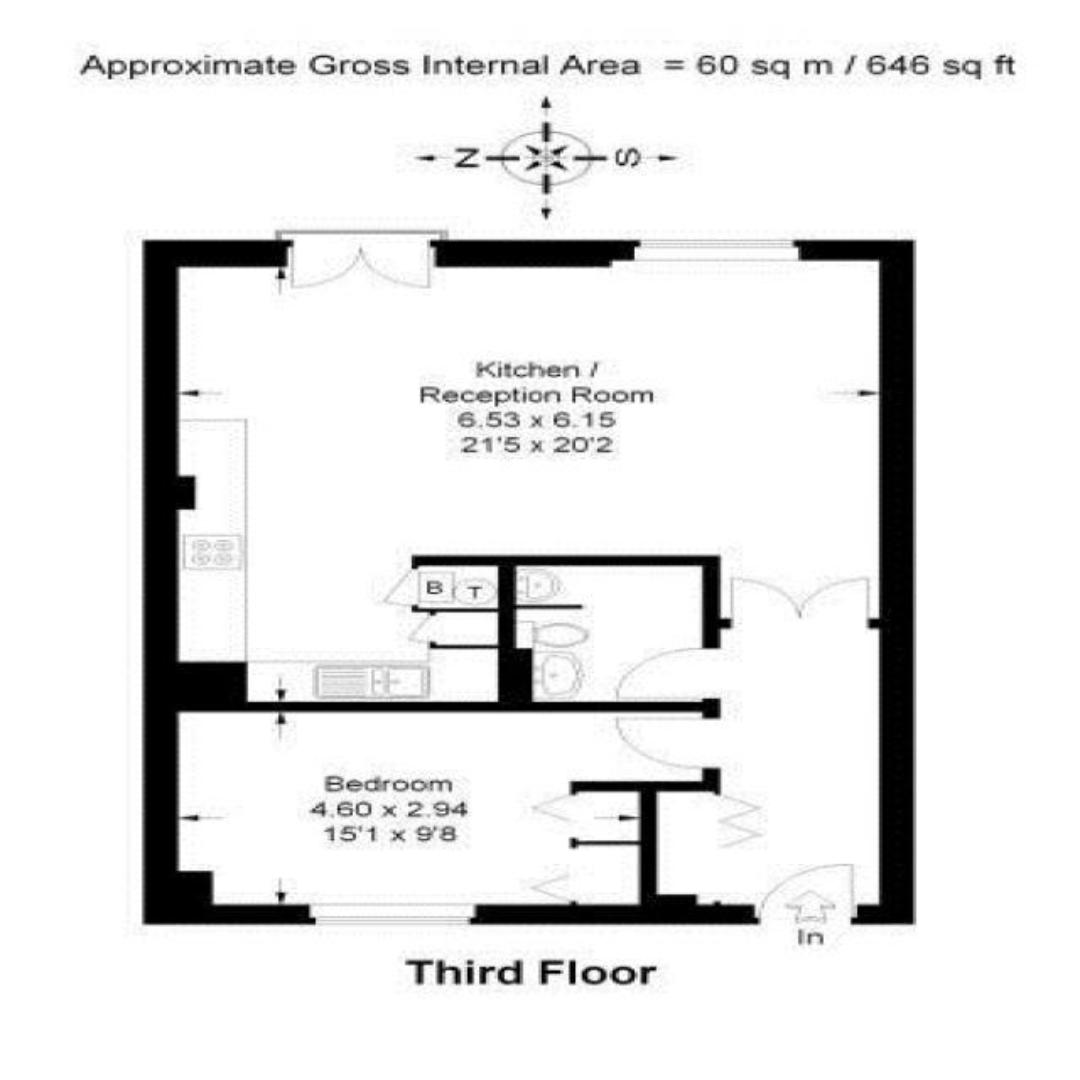 Approximate Gross Internal Area = 60 sq m / 646 sq ft
N S
Kitchen /
Reception Room
6.53 x 6.15
21'5 x 20'2
B T
Bedroom
4.60 x 2.94
15'1 x 9'8
In
Third Floor